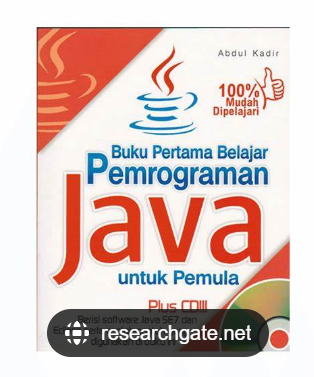 Abdul Kadir
100%
Mudah
Dipelajari
Buku Pertama Belajar
Pemrograman
Java
untuk Pemula
Plus CD!!!
Berisi software Java SE7 dan
researchgate.net